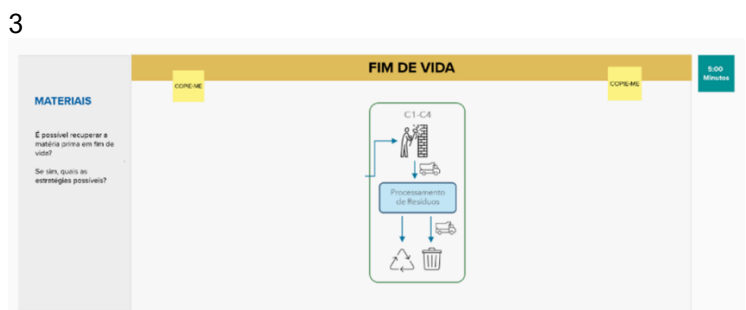 3
FIM DE VIDA
5:00
Minutos
COPIE-ME
COPIE-ME
MATERIAIS
É possível recuperar a
matéria prima em fim de
vida?
Se sim, quais as
estratégias possíveis?
C1-C4
Processamento
de Resíduos